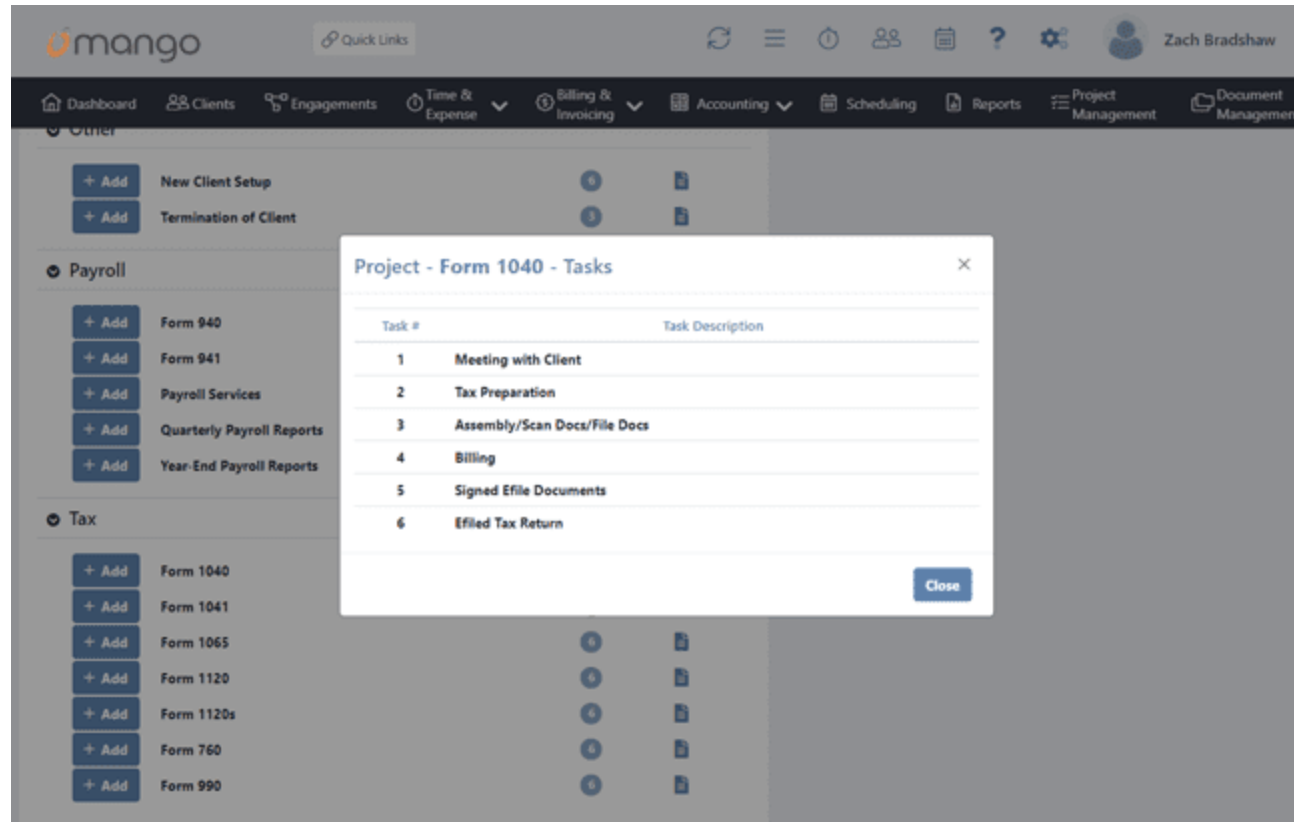 mango
Quick Links
Zach Bradshaw
Dashboard
Clients
Engagements
Time &
Expense
Billing &
Invoicing
Accounting
Scheduling
Reports
Project
Management
Document
Managemen
Other
+ Add New Client Setup 6
+ Add Termination of Client 3
Payroll
+ Add Form 940
+ Add Form 941
+ Add Payroll Services
+ Add Quarterly Payroll Reports
+ Add Year-End Payroll Reports
Tax
+ Add Form 1040
+ Add Form 1041
+ Add Form 1065 6
+ Add Form 1120 6
+ Add Form 1120s 6
+ Add Form 760 6
+ Add Form 990 6
Project - Form 1040 - Tasks ×
Task # Task Description
1 Meeting with Client
2 Tax Preparation
3 Assembly/Scan Docs/File Docs
4 Billing
5 Signed Efile Documents
6 Efiled Tax Return
Close